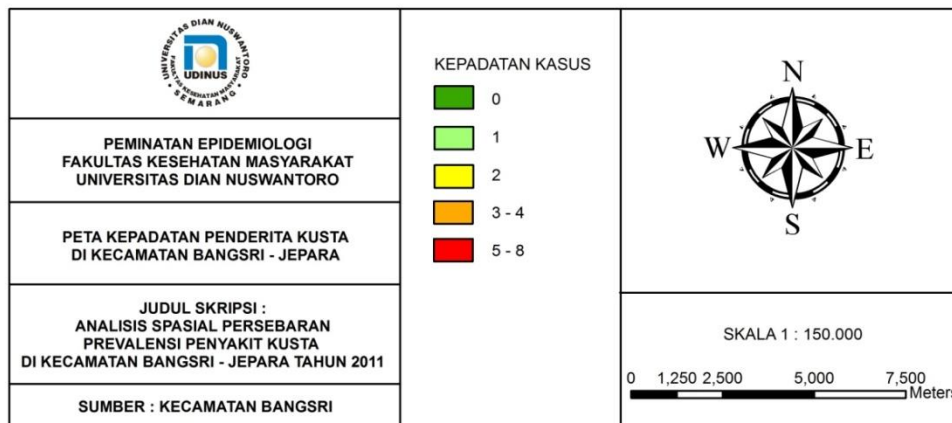 UNIVERSITAS DIAN NUSWANTORO
FAKULTAS KESEHATAN MASYARAKAT
UDINUS
• SEMARANG •
PEMINATAN EPIDEMIOLOGI
FAKULTAS KESEHATAN MASYARAKAT
UNIVERSITAS DIAN NUSWANTORO
PETA KEPADATAN PENDERITA KUSTA
DI KECAMATAN BANGSRI - JEPARA
JUDUL SKRIPSI :
ANALISIS SPASIAL PERSEBARAN
PREVALENSI PENYAKIT KUSTA
DI KECAMATAN BANGSRI - JEPARA TAHUN 2011
SUMBER : KECAMATAN BANGSRI
KEPADATAN KASUS
0
1
2
3 - 4
5 - 8
N
W E
S
SKALA 1 : 150.000
0 1,250 2,500 5,000 7,500
Meters